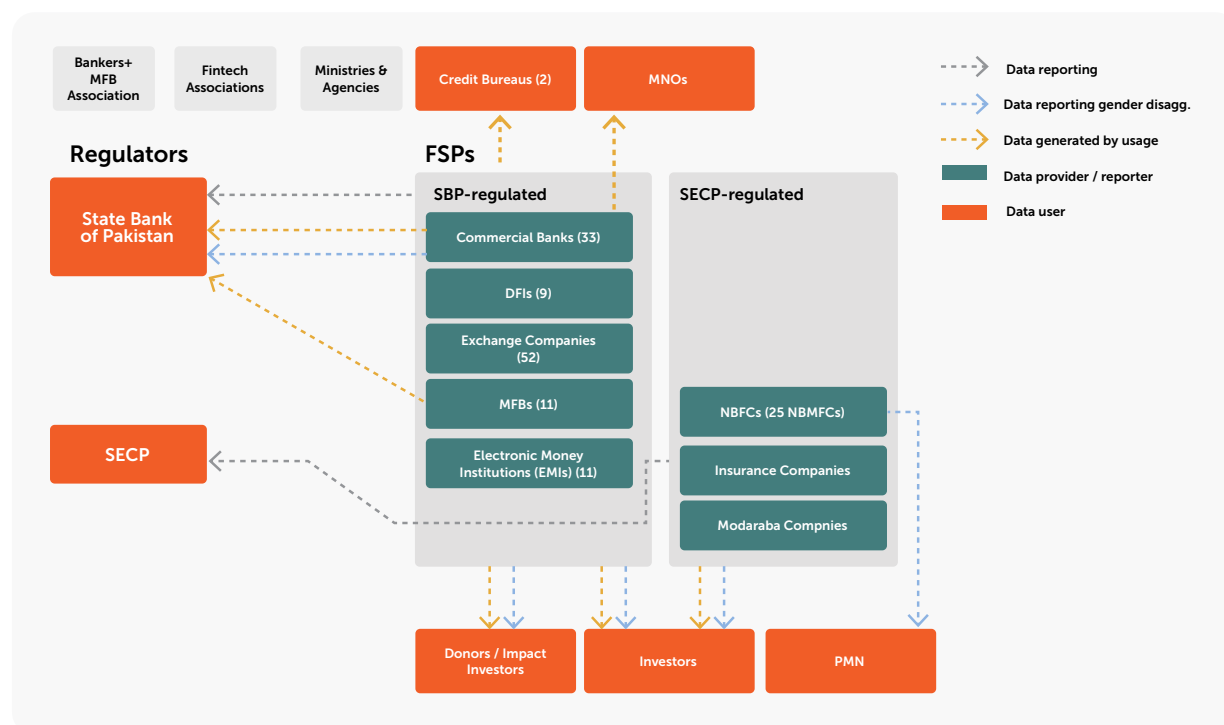 Bankers+
MFB
Association
Fintech
Associations
Ministries &
Agencies
Credit Bureaus (2)
MNOs
Data reporting
Data reporting gender disagg.
Data generated by usage
Data provider / reporter
Data user
Regulators
FSPs
State Bank
of Pakistan
SECP
SBP-regulated
Commercial Banks (33)
DFIs (9)
Exchange Companies
(52)
MFBs (11)
Electronic Money
Institutions (EMIs) (11)
SECP-regulated
NBFCs (25 NBMFCs)
Insurance Companies
Modaraba Compnies
Donors / Impact
Investors
Investors
PMN